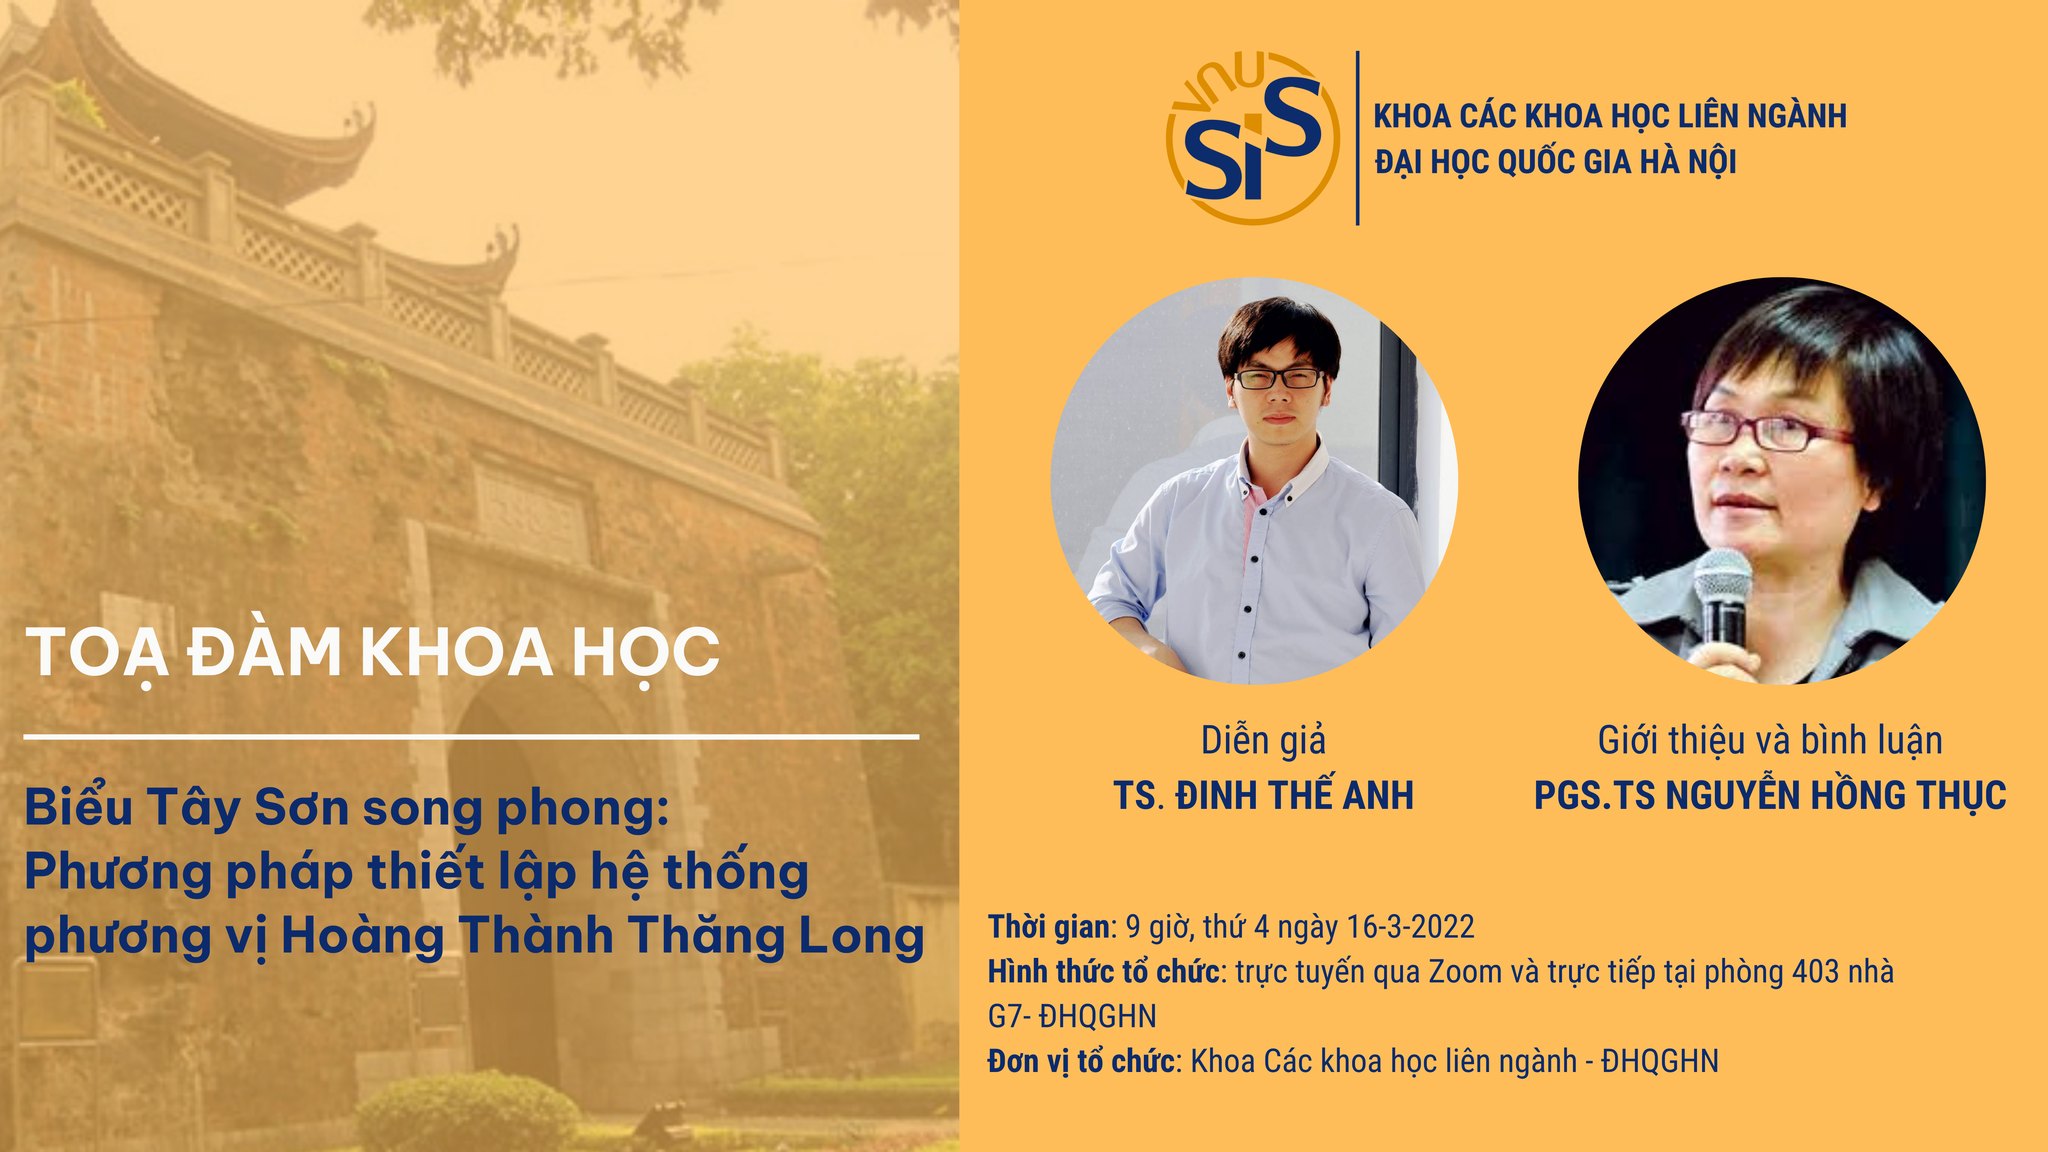 TOẠ ĐÀM KHOA HỌC
Biểu Tây Sơn song phong:
Phương pháp thiết lập hệ thống
phương vị Hoàng Thành Thăng Long
VNU
SiS
KHOA CÁC KHOA HỌC LIÊN NGÀNH
ĐẠI HỌC QUỐC GIA HÀ NỘI
Diễn giả
TS. ĐINH THẾ ANH
Giới thiệu và bình luận
PGS.TS NGUYỄN HỒNG THỤC
Thời gian: 9 giờ, thứ 4 ngày 16-3-2022
Hình thức tổ chức: trực tuyến qua Zoom và trực tiếp tại phòng 403 nhà
G7- ĐHQGHN
Đơn vị tổ chức: Khoa Các khoa học liên ngành - ĐHQGHN